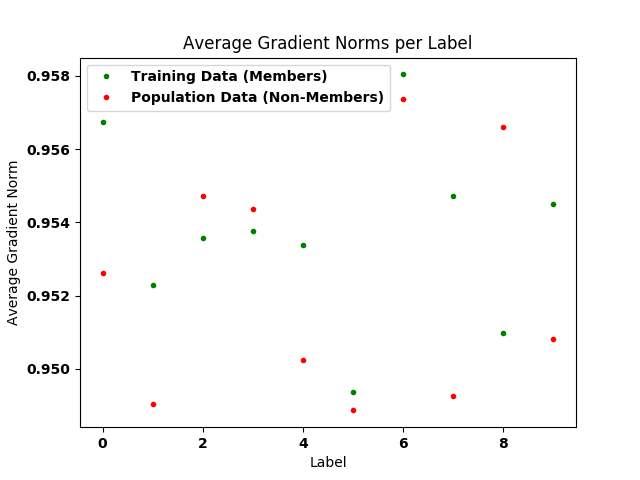 Average Gradient Norms per Label
Training Data (Members)
Population Data (Non-Members)
Average Gradient Norm
0.958
0.956
0.954
0.952
0.950
0 2 4 6 8
Label